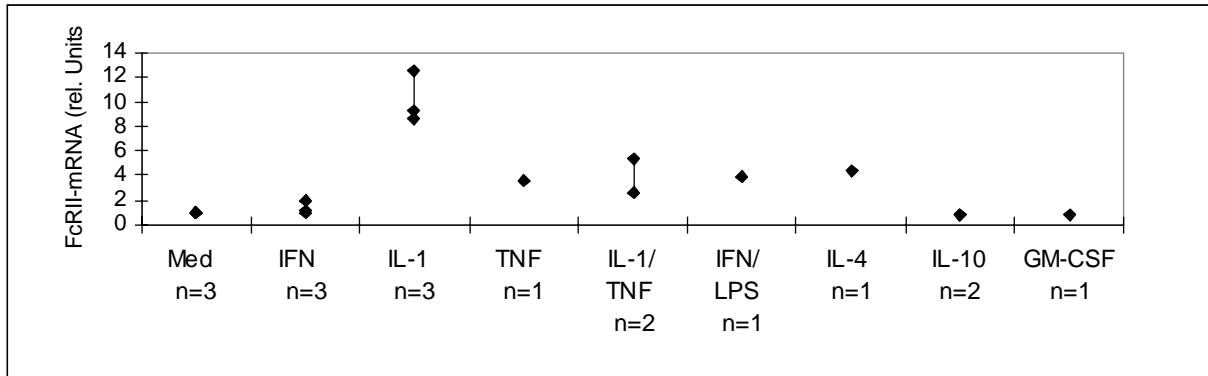 FcRII-mRNA (rel. Units
14
12
10
8
6
4
2
0
Med IFN IL-1 TNF IL-1/ IFN/ IL-4 IL-10 GM-CSF
n=3 n=3 n=3 n=1 TNF LPS n=1 n=2 n=1
n=2 n=1